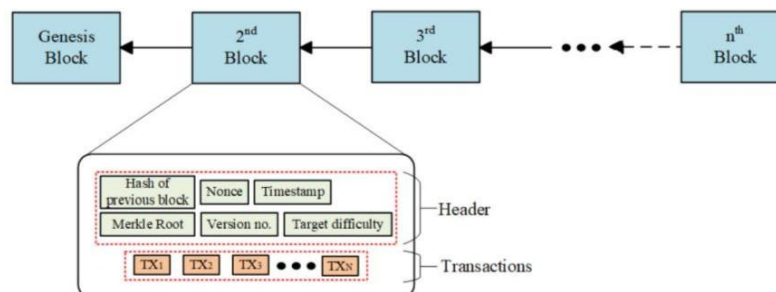 Genesis
Block
2nd
Block
3rd
Block
nth
Block
Hash of
previous block
Nonce
Timestamp
Merkle Root
Version no.
Target difficulty
Header
TX1
TX2
TX3
TXN
Transactions